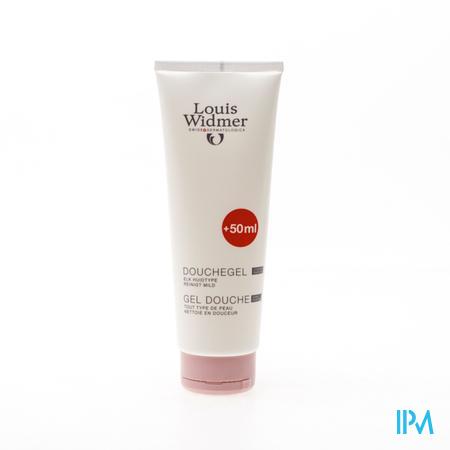 Louis
Widmer
SWISS DERMATOLOGICA
+50ml
DOUCHEGEL
ELK HUIDTYPE
REINIGT MILD
GEL DOUCHE
TOUT TYPE DE PEAU
NETTOIE EN DOUCEUR
IPM